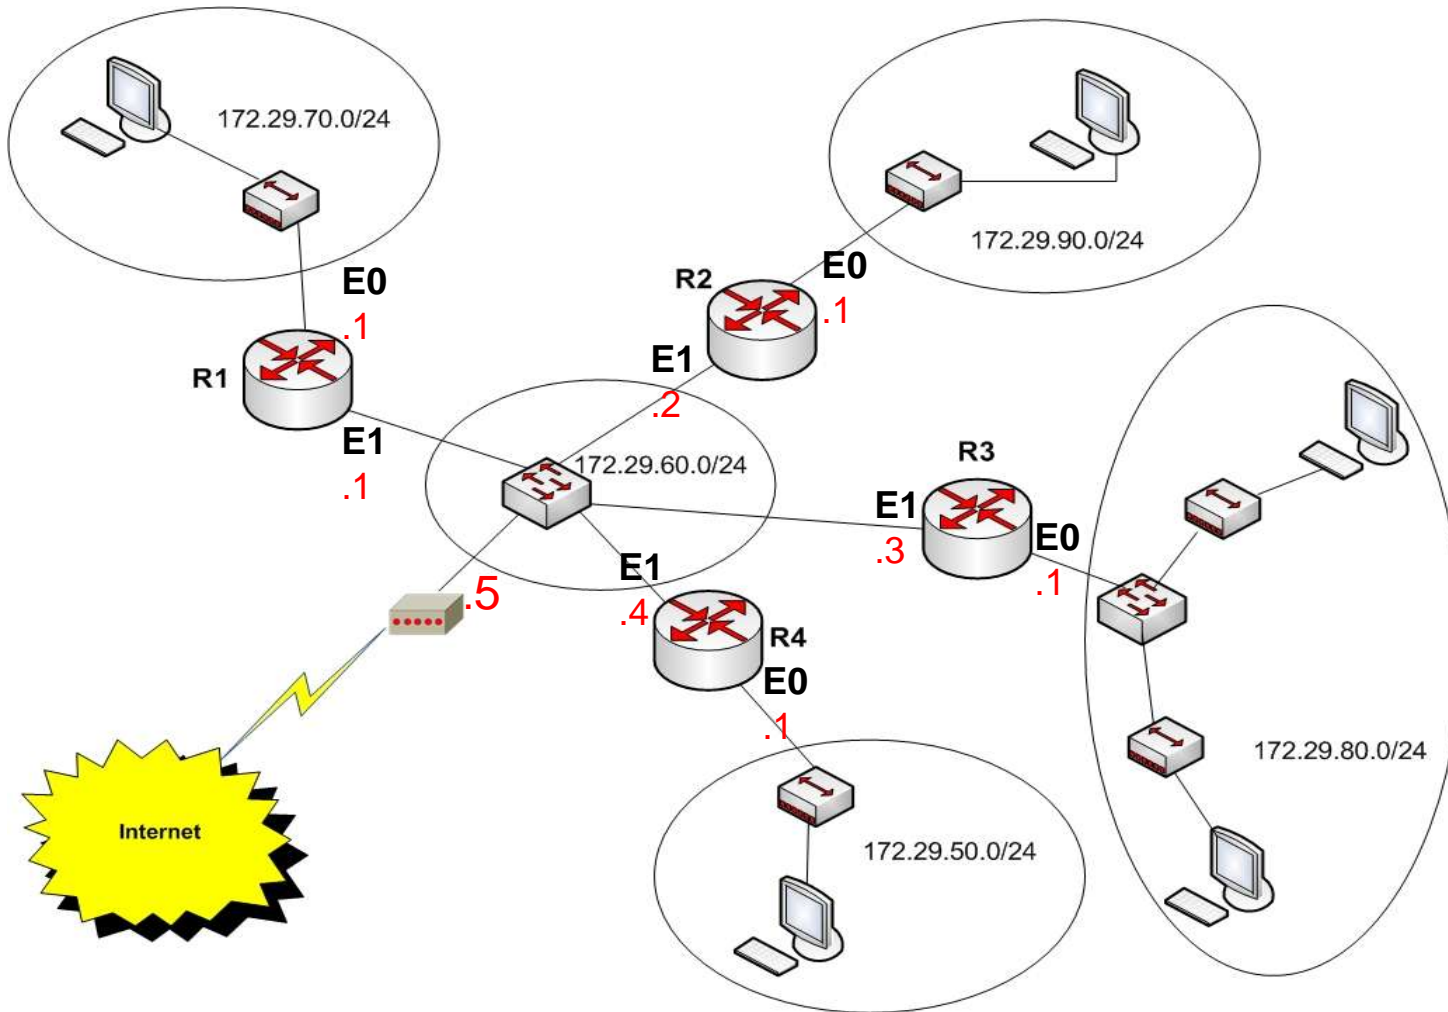 172.29.70.0/24
E0
.1
R1
E1
.1
R2
E0
.1
E1
.2
172.29.90.0/24
172.29.60.0/24
R3
E1
.3
E0
.1
E1
.4
.5
R4
E0
.1
172.29.80.0/24
Internet
172.29.50.0/24